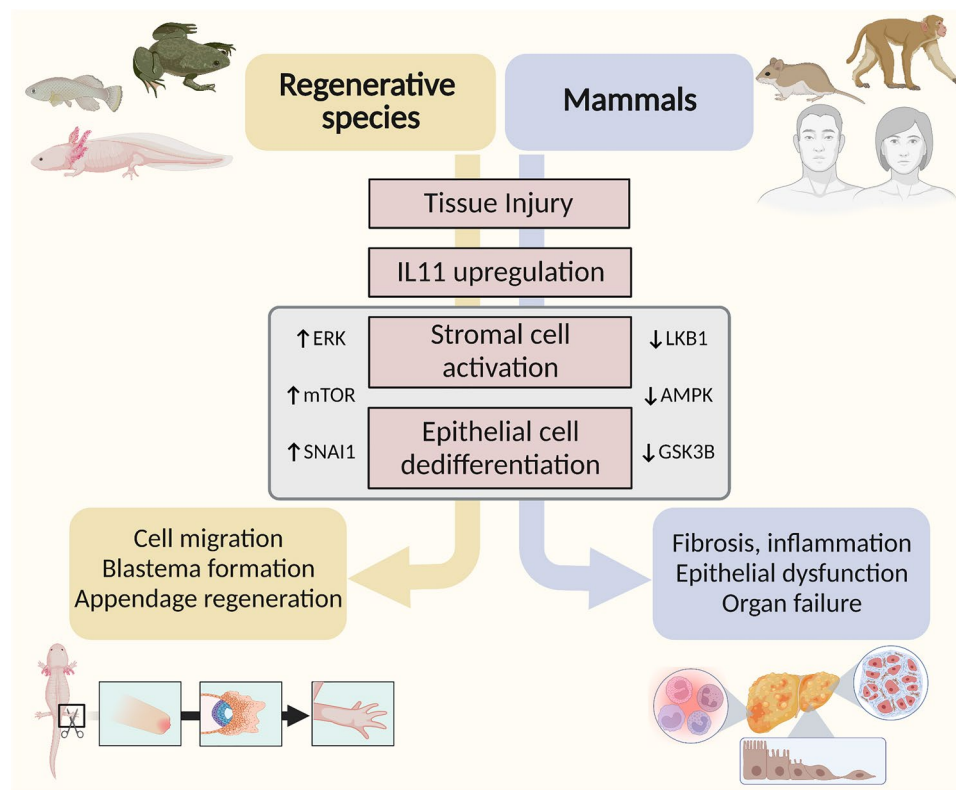 Regenerative
species
Mammals
Tissue Injury
IL11 upregulation
Stromal cell
activation
↑ERK
↓LKB1
↑mTOR
↓AMPK
Epithelial cell
dedifferentiation
↑SNAI1
↓GSK3B
Cell migration
Blastema formation
Appendage regeneration
Fibrosis, inflammation
Epithelial dysfunction
Organ failure